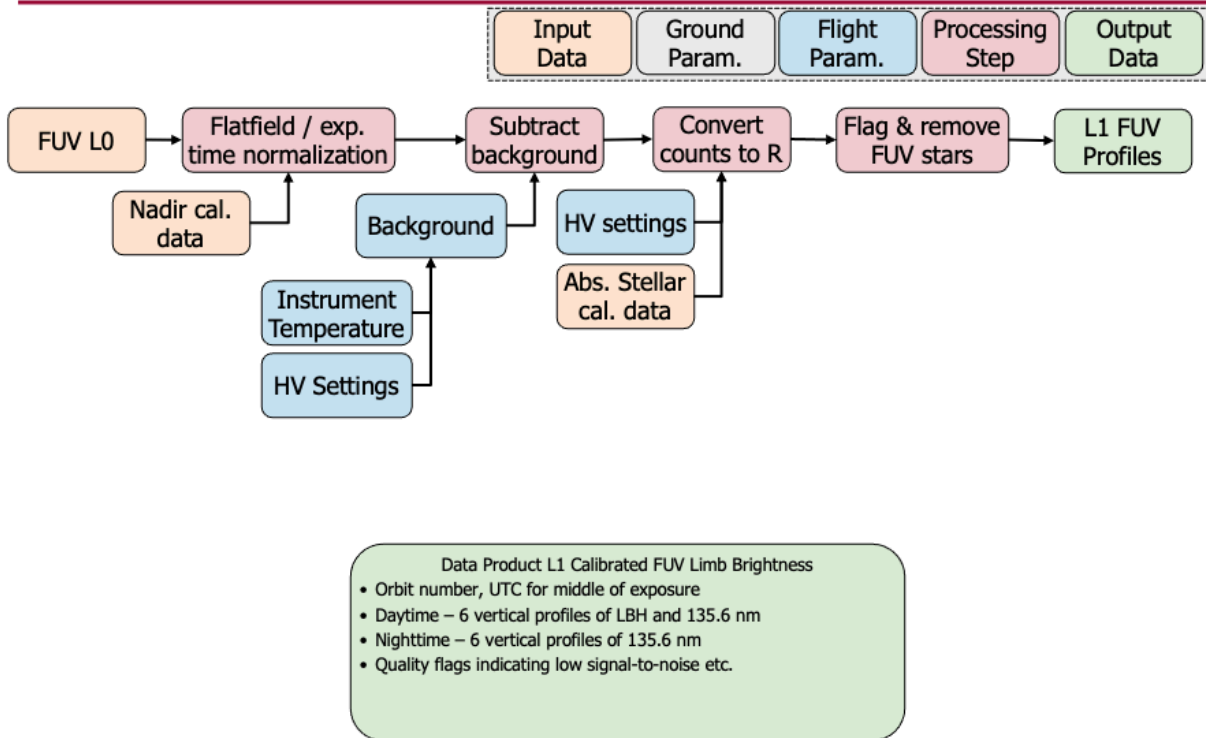 Input
Data
Ground
Param.
Flight
Param.
Processing
Step
Output
Data
FUV L0
Flatfield / exp.
time normalization
Subtract
background
Convert
counts to R
Flag & remove
FUV stars
L1 FUV
Profiles
Nadir cal.
data
Background
HV settings
Abs. Stellar
cal. data
Instrument
Temperature
HV Settings
Data Product L1 Calibrated FUV Limb Brightness
• Orbit number, UTC for middle of exposure
• Daytime – 6 vertical profiles of LBH and 135.6 nm
• Nighttime – 6 vertical profiles of 135.6 nm
• Quality flags indicating low signal-to-noise etc.